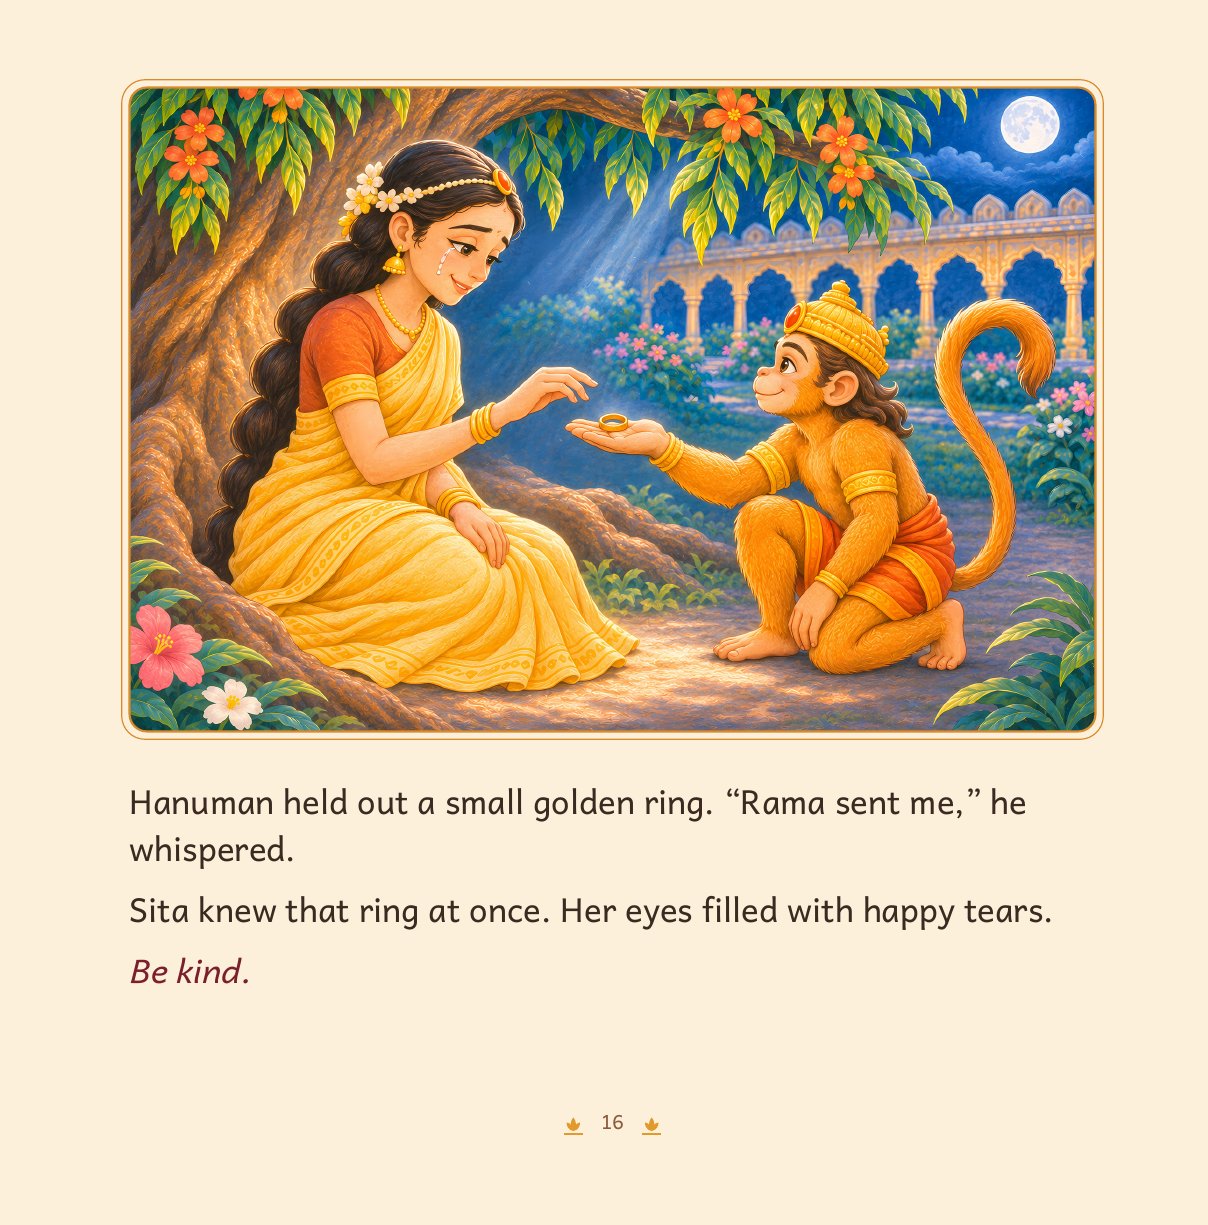 Hanuman held out a small golden ring. “Rama sent me,” he
whispered.
Sita knew that ring at once. Her eyes filled with happy tears.
Be kind.
16